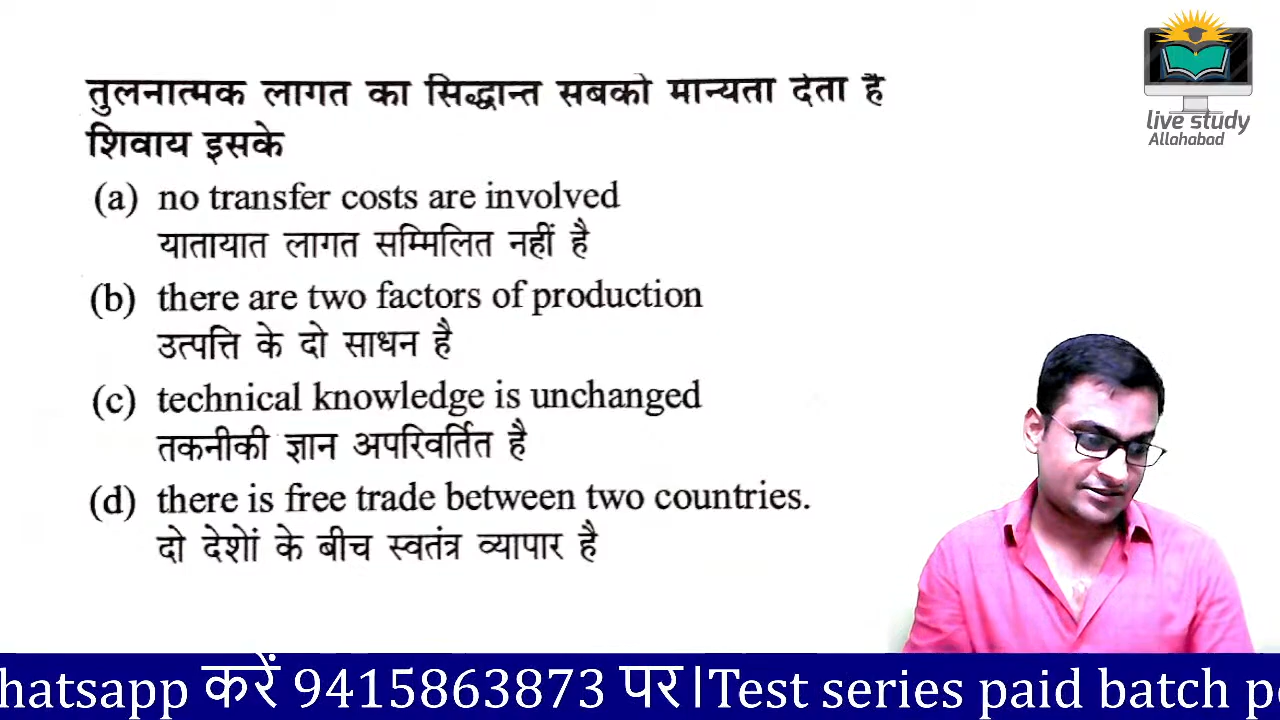 live study
Allahabad
तुलनात्मक लागत का सिद्धान्त सबको मान्यता देता है
शिवाय इसके
(a) no transfer costs are involved
यातायात लागत सम्मिलित नहीं है
(b) there are two factors of production
उत्पत्ति के दो साधन है
(c) technical knowledge is unchanged
तकनीकी ज्ञान अपरिवर्तित है
(d) there is free trade between two countries.
दो देशों के बीच स्वतंत्र व्यापार है
hatsapp करें 9415863873 पर।Test series paid batch p